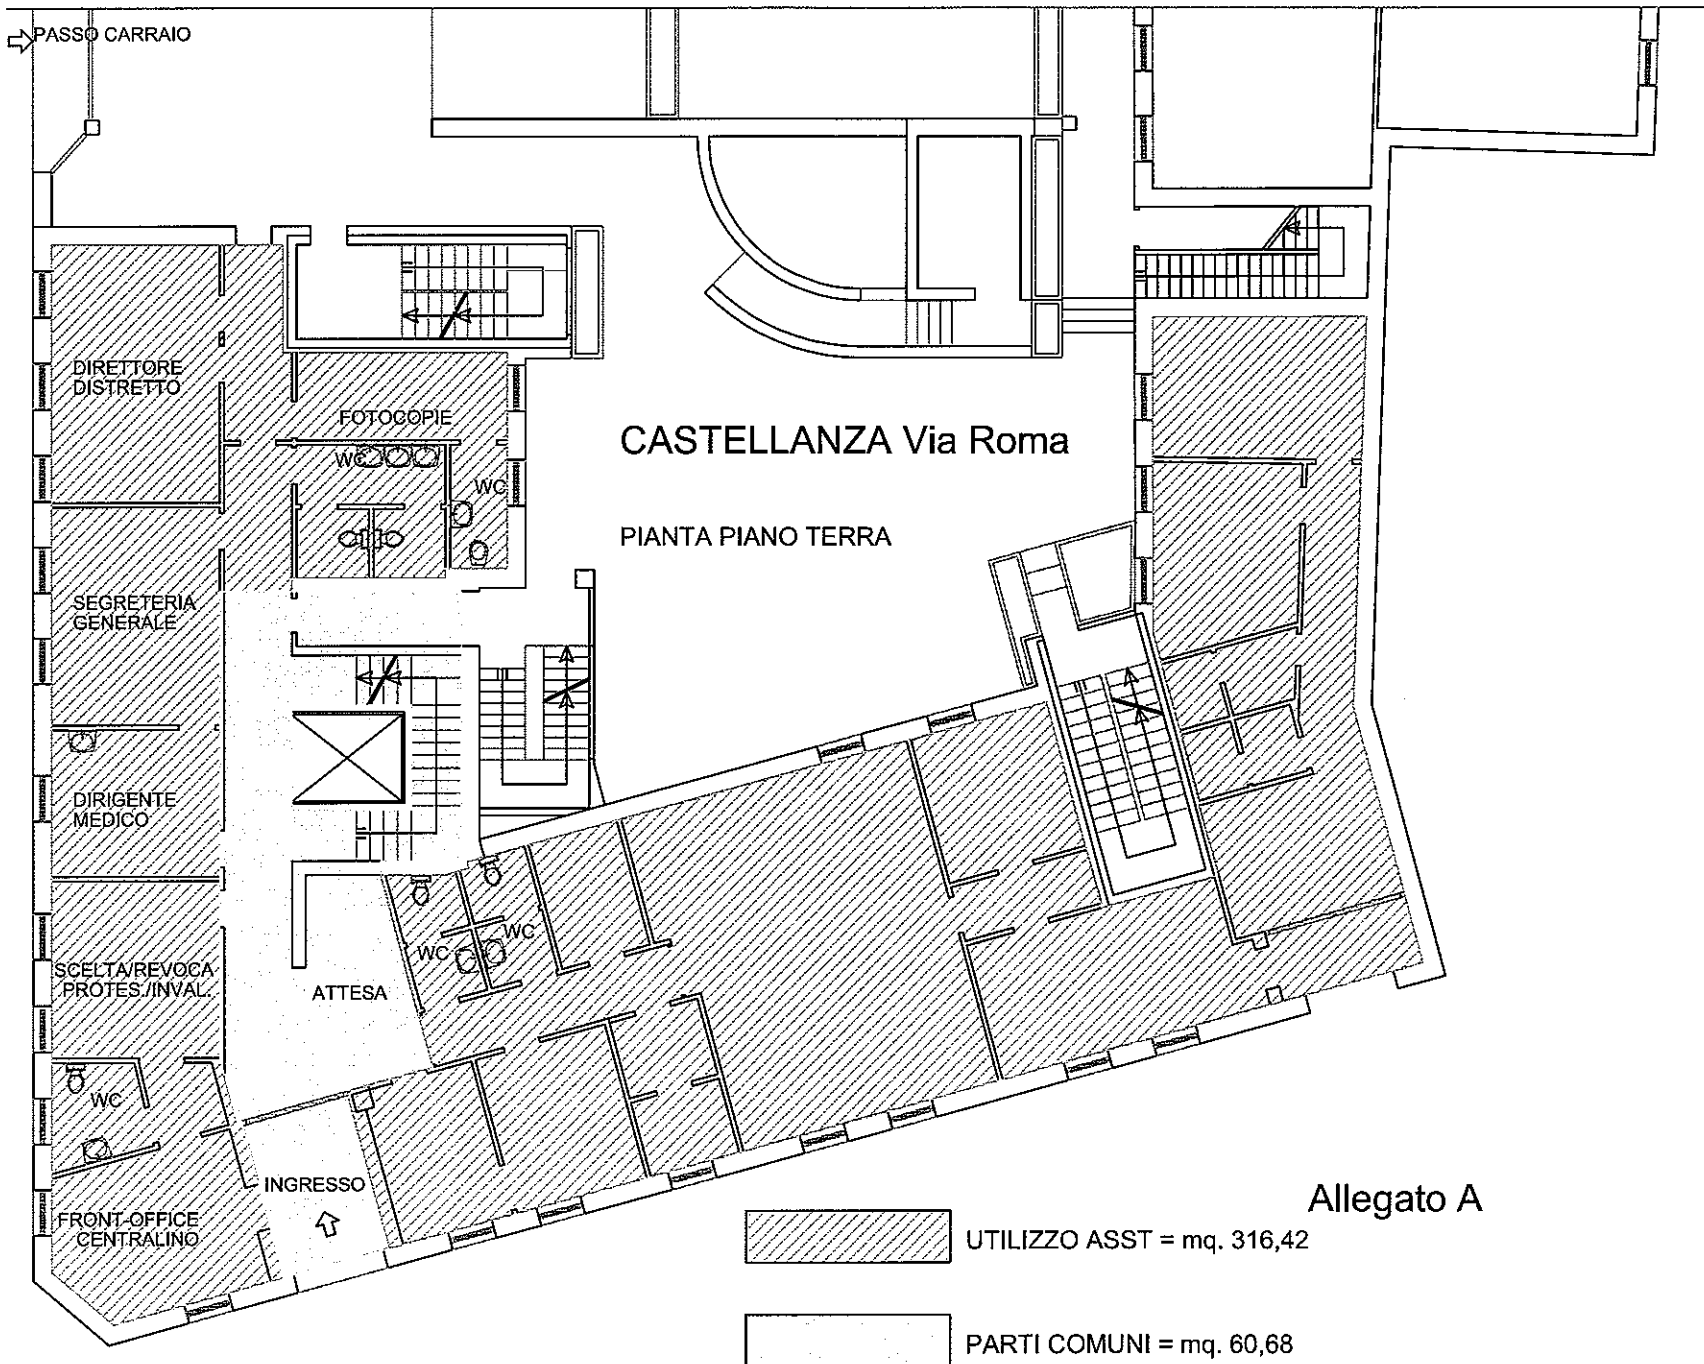 PASSO CARRAIO
DIRETTORE
DISTRETTO
FOTOCOPIE
WC
WC
CASTELLANZA Via Roma
PIANTA PIANO TERRA
SEGRETERIA
GENERALE
DIRIGENTE
MEDICO
WC
WC
SCELTA/REVOCA
PROTES./INVAL.
ATTESA
WC
INGRESSO
FRONT-OFFICE
CENTRALINO
Allegato A
UTILIZZO ASST = mq. 316,42
PARTI COMUNI = mq. 60,68